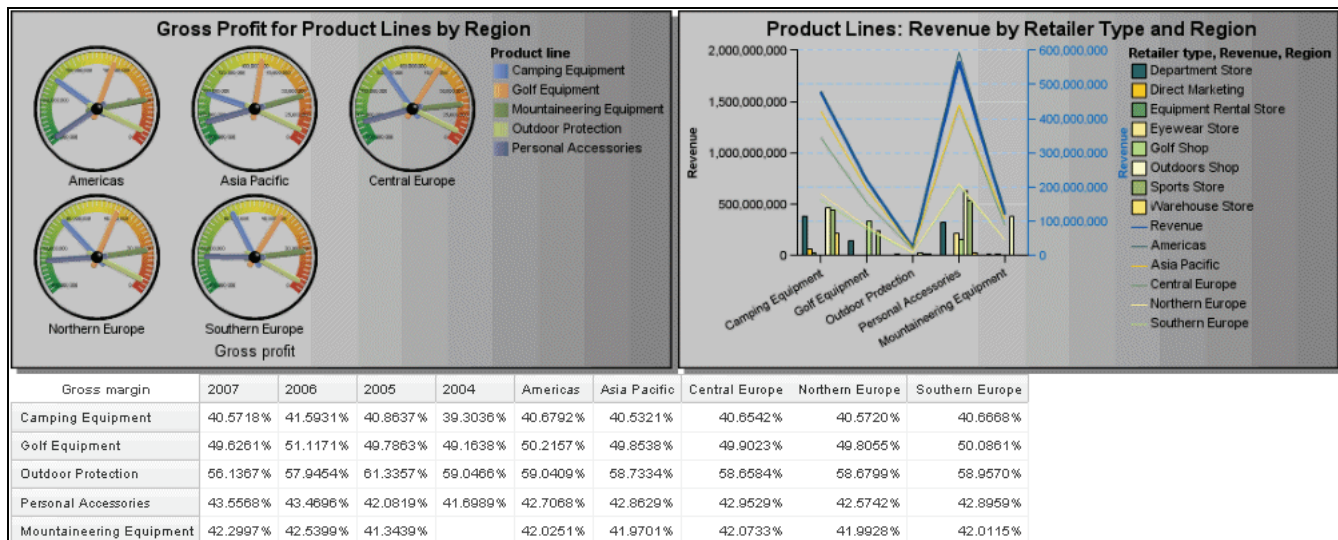 Gross Profit for Product Lines by Region
Product line
Camping Equipment
Golf Equipment
Mountaineering Equipment
Outdoor Protection
Personal Accessories
Americas
Asia Pacific
Central Europe
Northern Europe
Southern Europe
Gross profit
Product Lines: Revenue by Retailer Type and Region
Revenue
2,000,000,000
1,500,000,000
1,000,000,000
500,000,000
0
600,000,000
500,000,000
400,000,000
300,000,000
200,000,000
100,000,000
0
Revenue
Camping Equipment
Golf Equipment
Outdoor Protection
Personal Accessories
Mountaineering Equipment
Retailer type, Revenue, Region
Department Store
Direct Marketing
Equipment Rental Store
Eyewear Store
Golf Shop
Outdoors Shop
Sports Store
Warehouse Store
Revenue
Americas
Asia Pacific
Central Europe
Northern Europe
Southern Europe
Gross margin 2007 2006 2005 2004 Americas Asia Pacific Central Europe Northern Europe Southern Europe
Camping Equipment 40.5718% 41.5931% 40.8637% 39.3036% 40.6792% 40.5321% 40.6542% 40.5720% 40.6668%
Golf Equipment 49.6261% 51.1171% 49.7863% 49.1638% 50.2157% 49.8538% 49.9023% 49.8055% 50.0861%
Outdoor Protection 56.1367% 57.9454% 61.3357% 59.0466% 59.0409% 58.7334% 58.6584% 58.6799% 58.9570%
Personal Accessories 43.5568% 43.4696% 42.0819% 41.6989% 42.7068% 42.8629% 42.9529% 42.5742% 42.8959%
Mountaineering Equipment 42.2997% 42.5399% 41.3439% 42.0251% 41.9701% 42.0733% 41.9928% 42.0115%